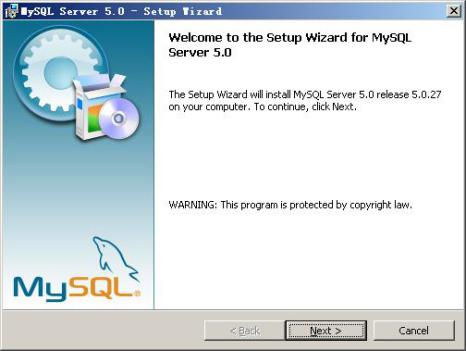 MySQL Server 5.0 - Setup Wizard
Welcome to the Setup Wizard for MySQL
Server 5.0
The Setup Wizard will install MySQL Server 5.0 release 5.0.27
on your computer. To continue, click Next.
WARNING: This program is protected by copyright law.
MySQL®
< Back
Next >
Cancel